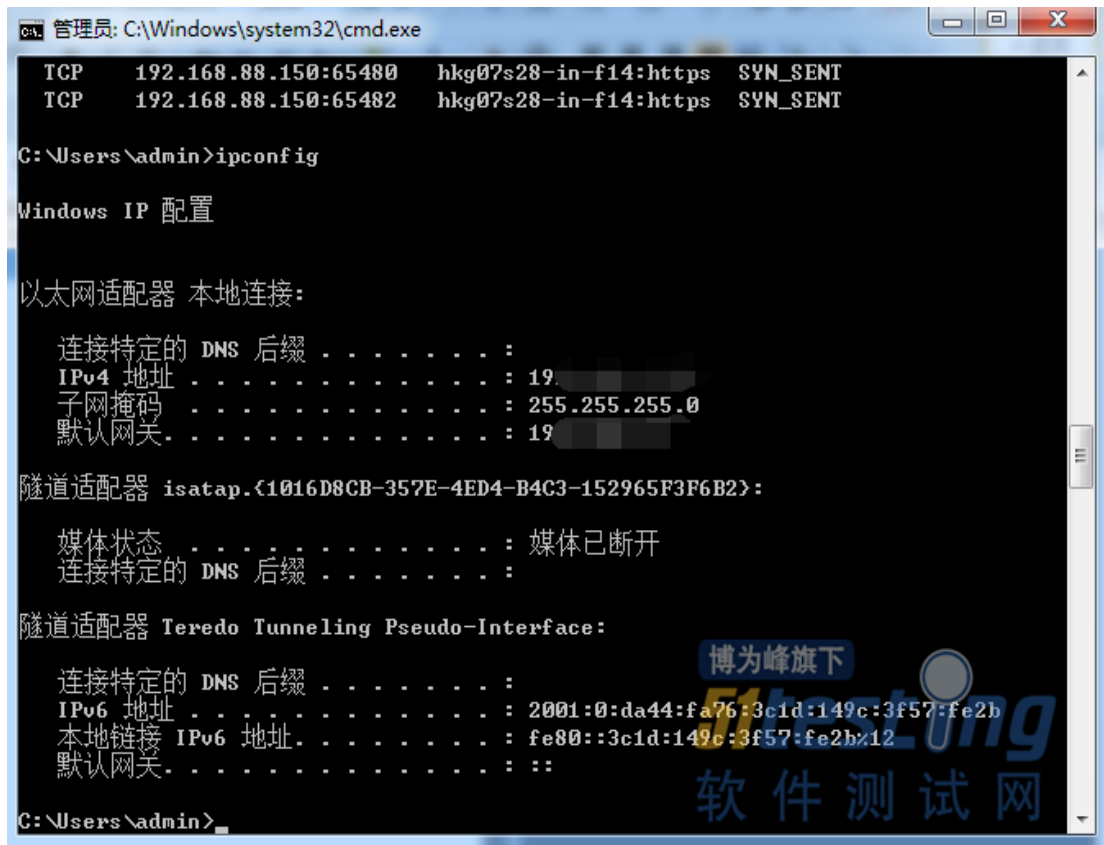 管理员: C:\Windows\system32\cmd.exe
TCP 192.168.88.150:65480 hkg07s28-in-f14:https SYN_SENT
TCP 192.168.88.150:65482 hkg07s28-in-f14:https SYN_SENT
C:\Users\admin>ipconfig
Windows IP 配置
以太网适配器 本地连接:
连接特定的 DNS 后缀 . . . . . . . :
IPv4 地址 . . . . . . . . . . . . : 19.
子网掩码 . . . . . . . . . . . . : 255.255.255.0
默认网关. . . . . . . . . . . . . : 19
隧道适配器 isatap.{1016D8CB-357E-4ED4-B4C3-152965F3F6B2}:
媒体状态 . . . . . . . . . . . . : 媒体已断开
连接特定的 DNS 后缀 . . . . . . . :
隧道适配器 Teredo Tunneling Pseudo-Interface:
连接特定的 DNS 后缀 . . . . . . . :
IPv6 地址 . . . . . . . . . . . . : 2001:0:da44:fa76:3c1d:149c:3f57:fe2b
本地链接 IPv6 地址. . . . . . . . : fe80::3c1d:149c:3f57:fe2b%12
默认网关. . . . . . . . . . . . . : ::
C:\Users\admin>_
博为峰旗下
51testing
软件测试网